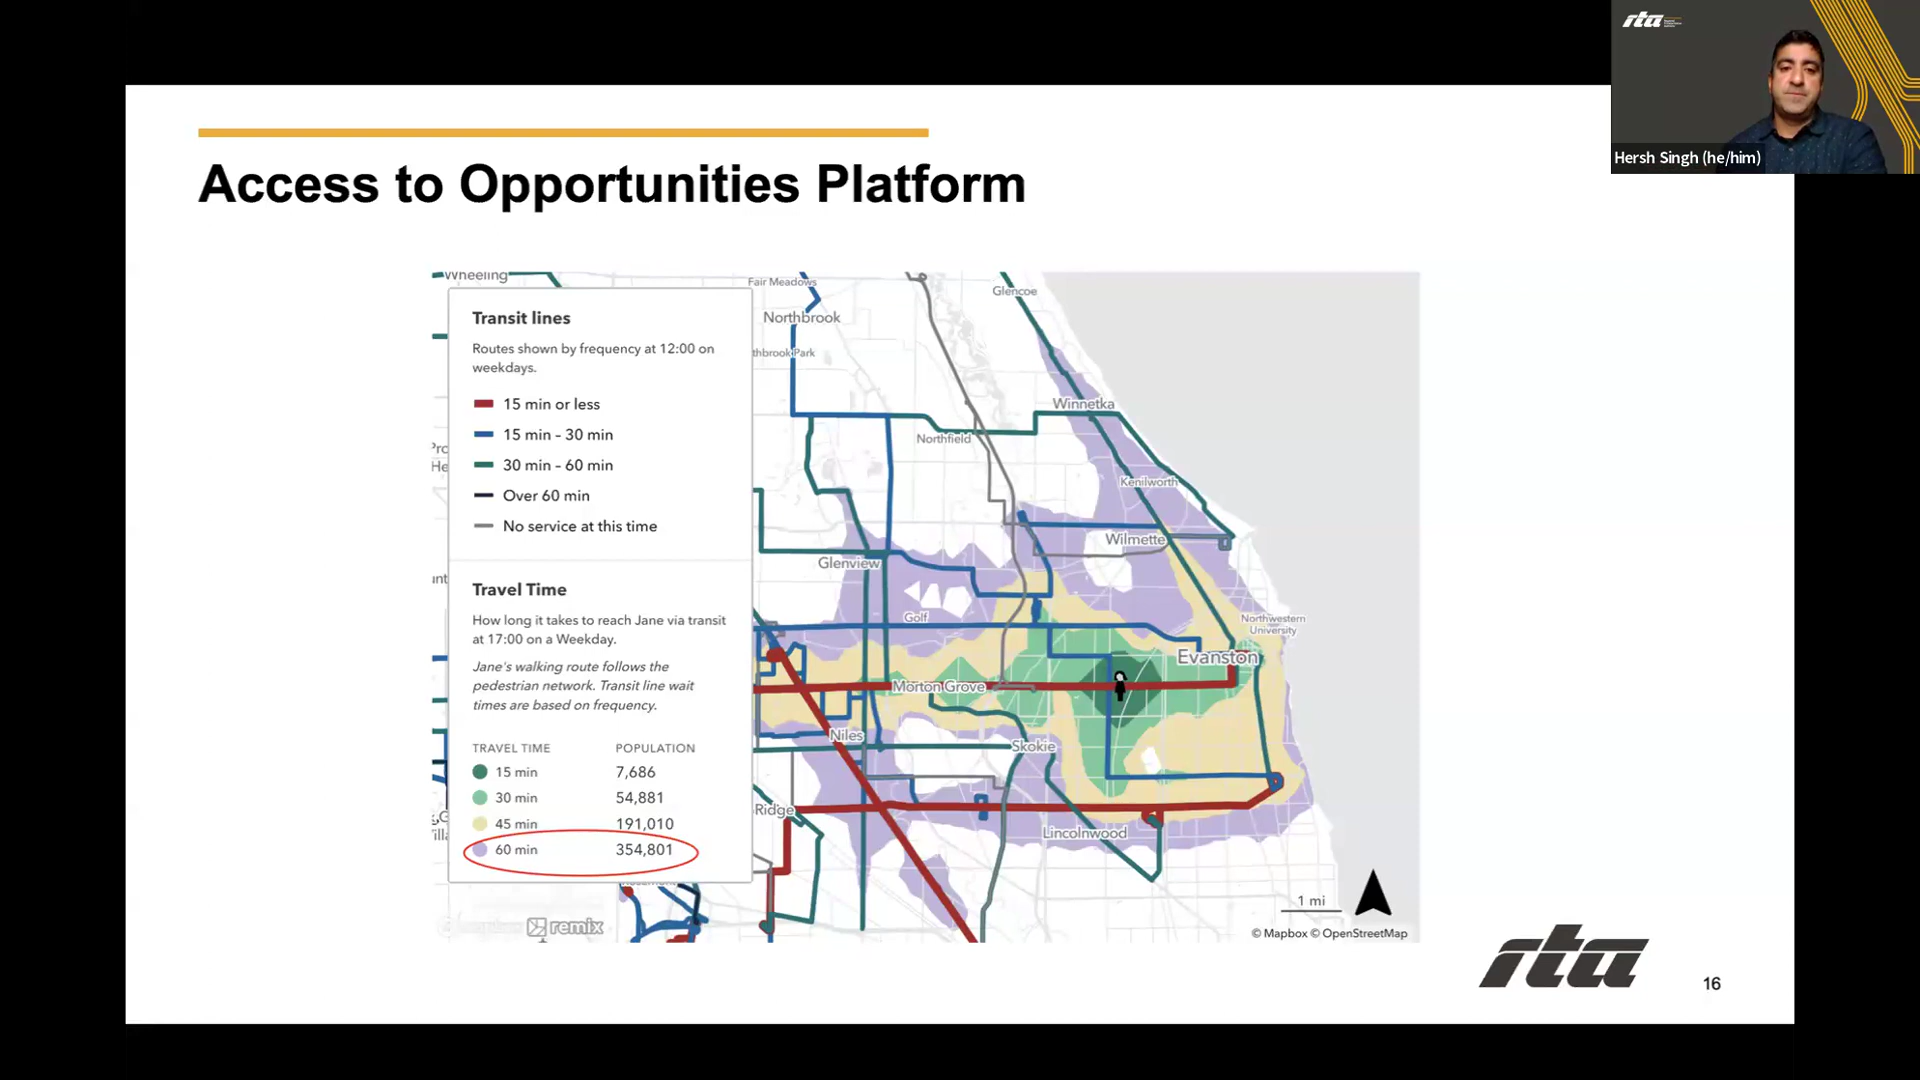 rta
Hersh Singh (he/him)
Access to Opportunities Platform
Wheeling
Fair Meadows
Glencoe
Northbrook
thbrook Park
Winnetka
Northfield
Kenilworth
Wilmette
Glenview
Golf
Northwestern
University
Evanston
Morton Grove
Niles
Skokie
Ridge
Lincolnwood
Transit lines
Routes shown by frequency at 12:00 on
weekdays.
15 min or less
15 min – 30 min
30 min – 60 min
Over 60 min
No service at this time
Travel Time
How long it takes to reach Jane via transit
at 17:00 on a Weekday.
Jane's walking route follows the
pedestrian network. Transit line wait
times are based on frequency.
TRAVEL TIME POPULATION
15 min 7,686
30 min 54,881
45 min 191,010
60 min 354,801
remix
1 mi
© Mapbox © OpenStreetMap
rta
16